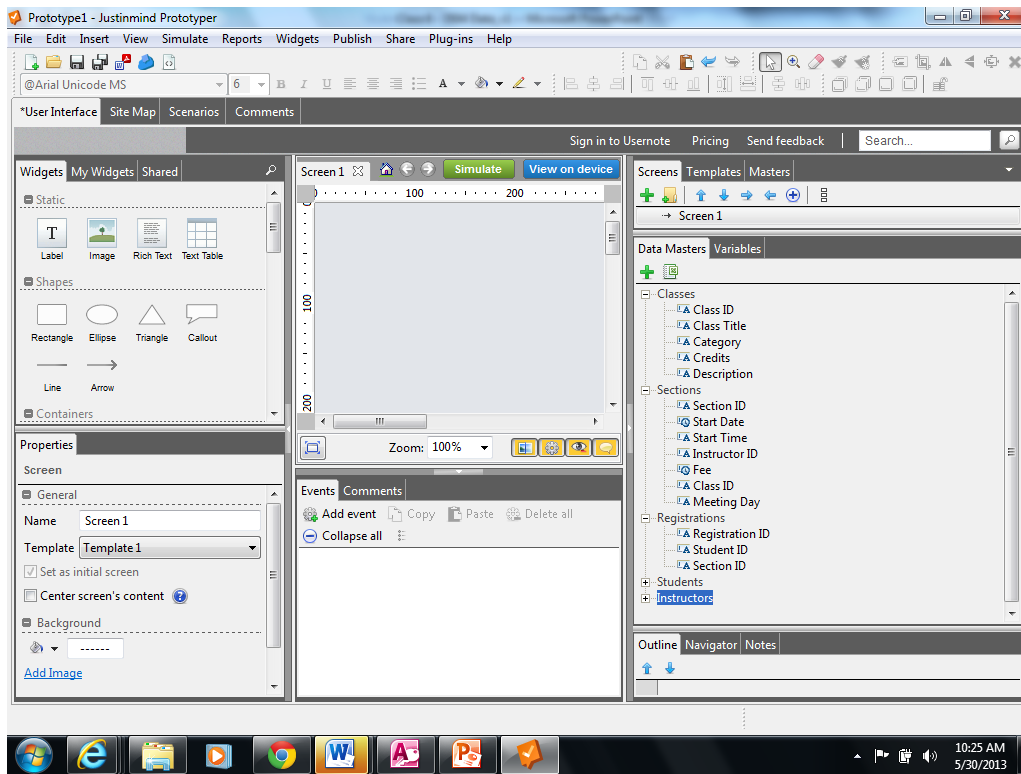 Prototype1 - Justinmind Prototyper
File Edit Insert View Simulate Reports Widgets Publish Share Plug-ins Help
@Arial Unicode MS 6 B I U A
*User Interface Site Map Scenarios Comments
Sign in to Usernote Pricing Send feedback Search...
Widgets My Widgets Shared
Static
T
Label Image Rich Text Text Table
Shapes
Rectangle Ellipse Triangle Callout
Line Arrow
Containers
Properties
Screen
General
Name Screen 1
Template Template1
Set as initial screen
Center screen's content ?
Background
------
Add Image
Screen 1 Simulate View on device
0 100 200
0
100
200
Zoom: 100%
Events Comments
Add event Copy Paste Delete all
Collapse all
Screens Templates Masters
Screen 1
Data Masters Variables
Classes
Class ID
Class Title
Category
Credits
Description
Sections
Section ID
Start Date
Start Time
Instructor ID
Fee
Class ID
Meeting Day
Registrations
Registration ID
Student ID
Section ID
Students
Instructors
Outline Navigator Notes
10:25 AM
5/30/2013